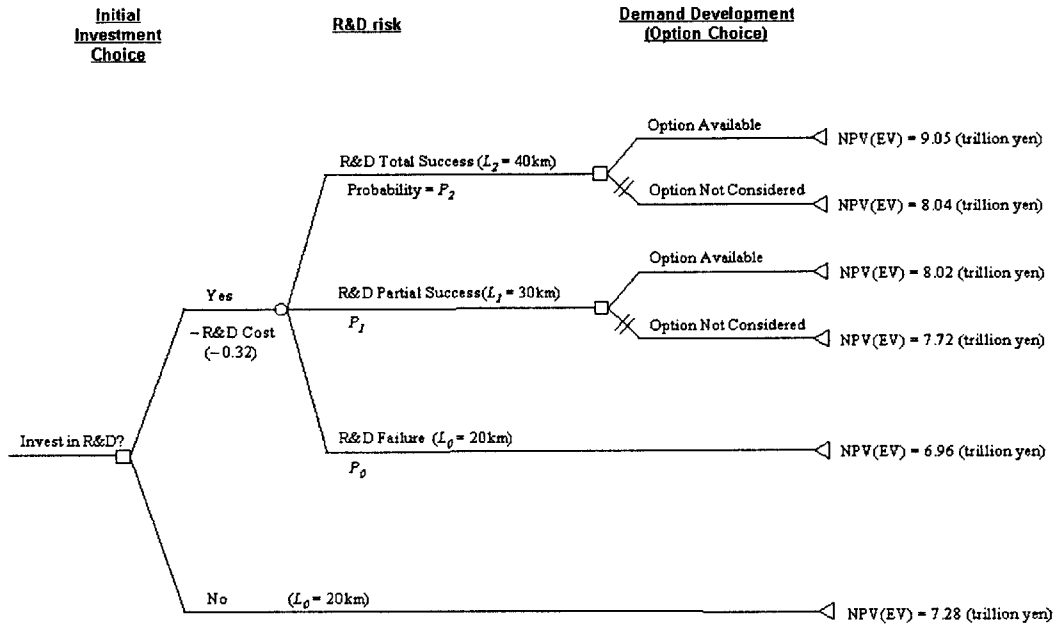 Initial
Investment
Choice
R&D risk
Demand Development
(Option Choice)
Option Available
NPV(EV) = 9.05 (trillion yen)
R&D Total Success (L2 = 40km)
Probability = P2
Option Not Considered
NPV(EV) = 8.04 (trillion yen)
Option Available
NPV(EV) = 8.02 (trillion yen)
Yes
R&D Partial Success(L1 = 30km)
P1
Option Not Considered
NPV(EV) = 7.72 (trillion yen)
−R&D Cost
(−0.32)
Invest in R&D?
R&D Failure (L0 = 20km)
P0
NPV(EV) = 6.96 (trillion yen)
No (L0 = 20km)
NPV(EV) = 7.28 (trillion yen)